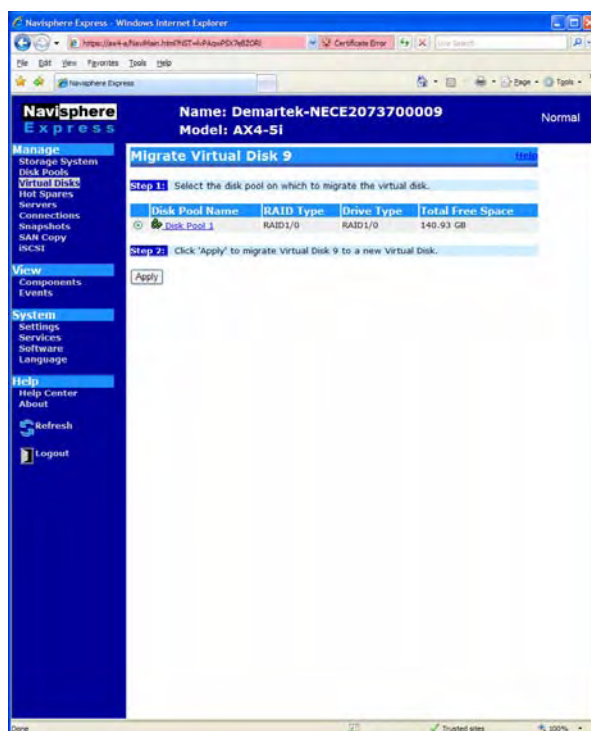 Navisphere Express - Windows Internet Explorer
Certificate Error
Live Search
File Edit View Favorites Tools Help
Navisphere Express
Page Tools
Navisphere
Express
Name: Demartek-NECE2073700009
Model: AX4-5i
Normal
Manage
Storage System
Disk Pools
Virtual Disks
Hot Spares
Servers
Connections
Snapshots
SAN Copy
iSCSI
View
Components
Events
System
Settings
Services
Software
Language
Help
Help Center
About
Refresh
Logout
Migrate Virtual Disk 9
Help
Step 1: Select the disk pool on which to migrate the virtual disk.
Disk Pool Name RAID Type Drive Type Total Free Space
Disk Pool 1 RAID1/0 RAID1/0 140.93 GB
Step 2: Click 'Apply' to migrate Virtual Disk 9 to a new Virtual Disk.
Apply
Done
Trusted sites
100%